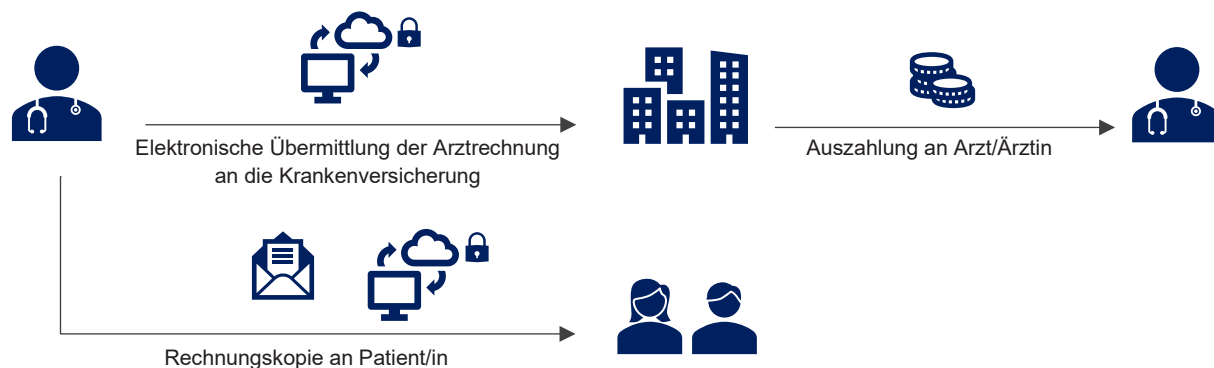 Elektronische Übermittlung der Arztrechnung
an die Krankenversicherung
Auszahlung an Arzt/Ärztin
Rechnungskopie an Patient/in